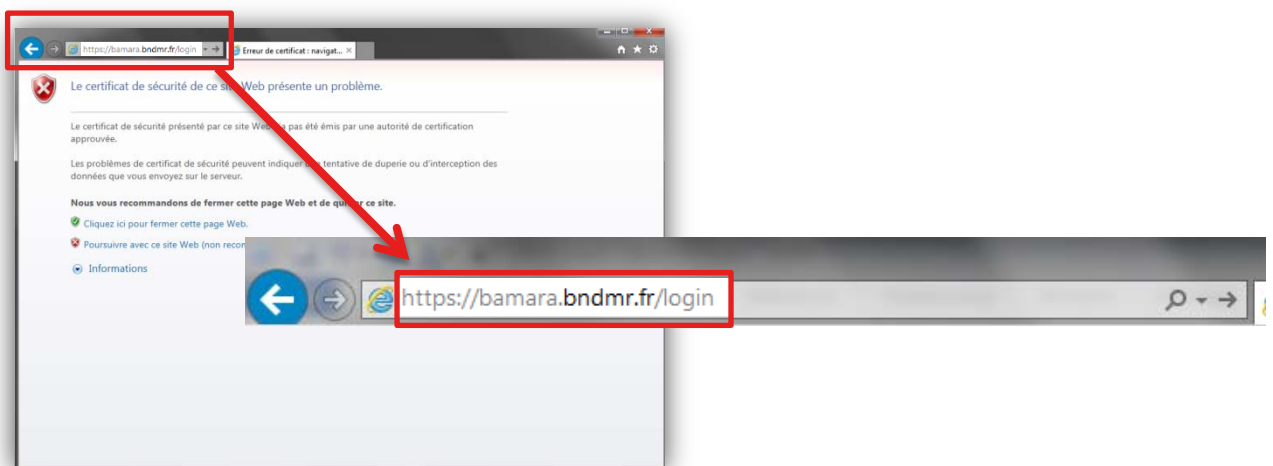 https://bamara.bndmr.fr/login
Erreur de certificat : navigat...
Le certificat de sécurité de ce site Web présente un problème.
Le certificat de sécurité présenté par ce site Web pas été émis par une autorité de certification
approuvée.
Les problèmes de certificat de sécurité peuvent indiquer une tentative de duperie ou d'interception des
données que vous envoyez sur le serveur.
Nous vous recommandons de fermer cette page Web et de quitter ce site.
Cliquez ici pour fermer cette page Web.
Poursuivre avec ce site Web (non recom
Informations
https://bamara.bndmr.fr/login